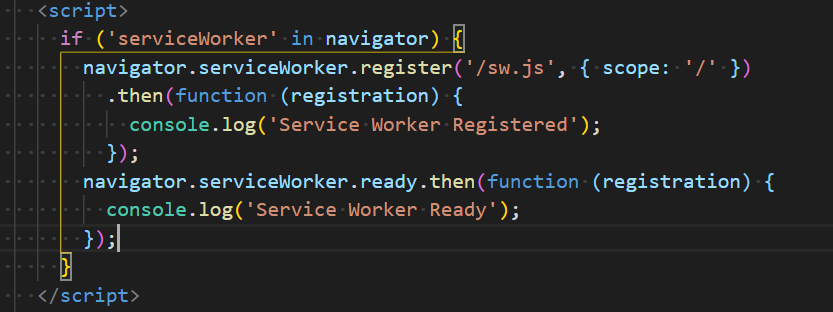 <script>
if ('serviceWorker' in navigator) {
navigator.serviceWorker.register('/sw.js', { scope: '/' })
.then(function (registration) {
console.log('Service Worker Registered');
});
navigator.serviceWorker.ready.then(function (registration) {
console.log('Service Worker Ready');
});
}
</script>